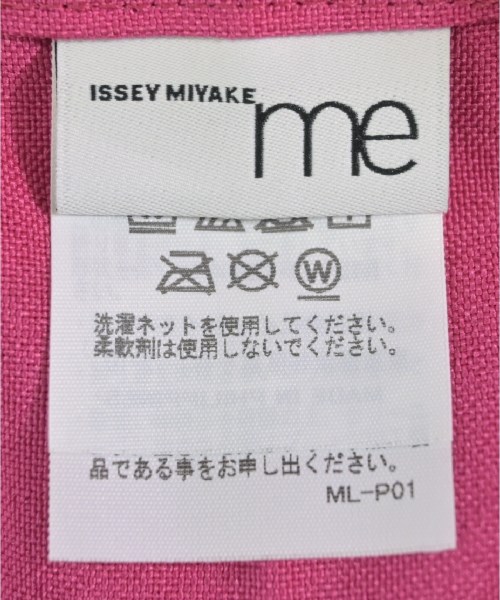 ISSEY MIYAKE me
W
洗濯ネットを使用してください。
柔軟剤は使用しないでください。
品である事をお申し出ください。
ML-P01